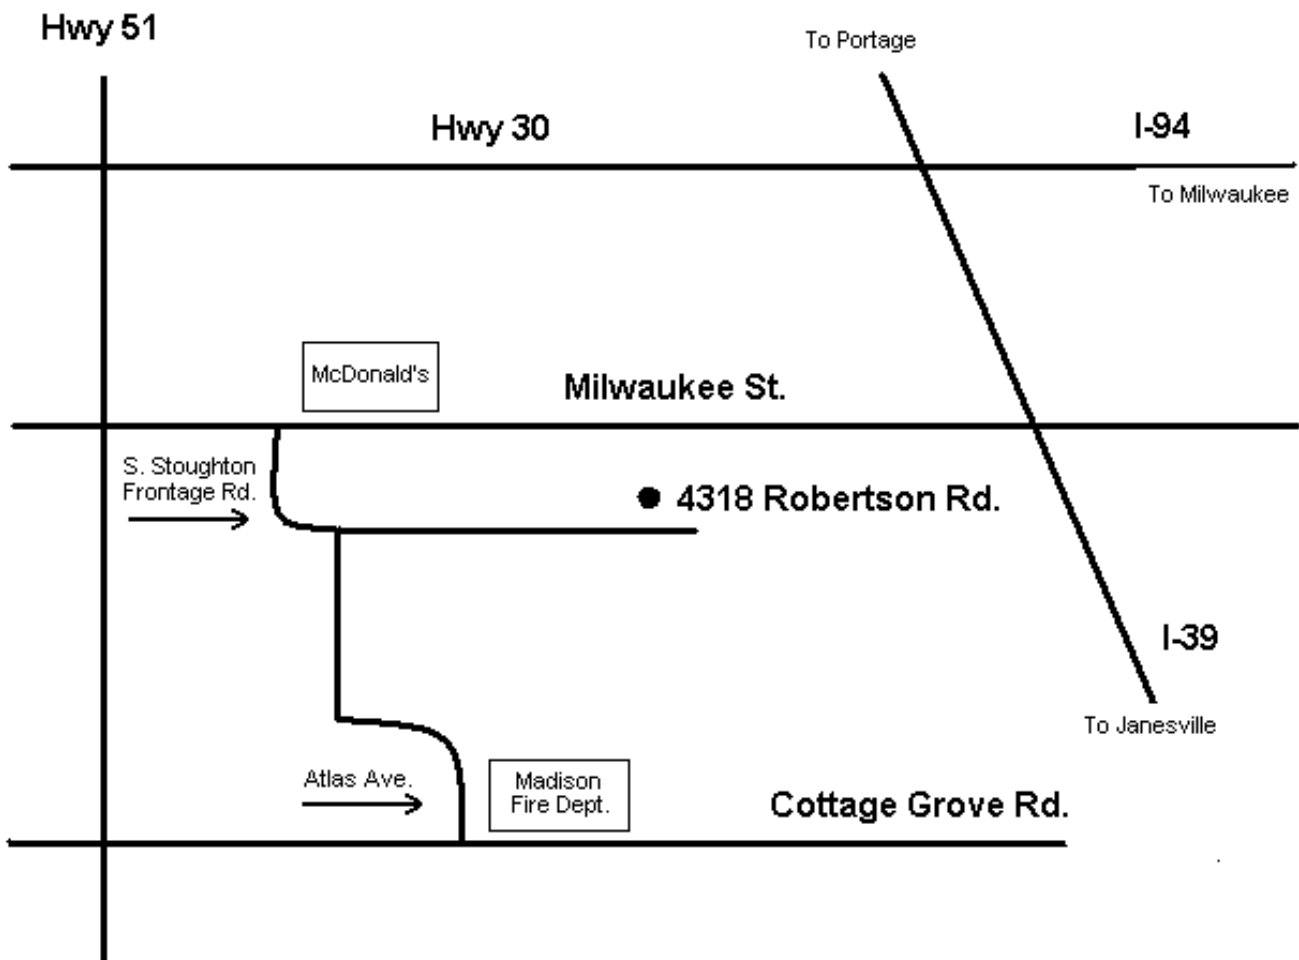 Hwy 51
To Portage
Hwy 30
I-94
To Milwaukee
McDonald's
Milwaukee St.
S. Stoughton
Frontage Rd.
4318 Robertson Rd.
I-39
To Janesville
Atlas Ave.
Madison
Fire Dept.
Cottage Grove Rd.